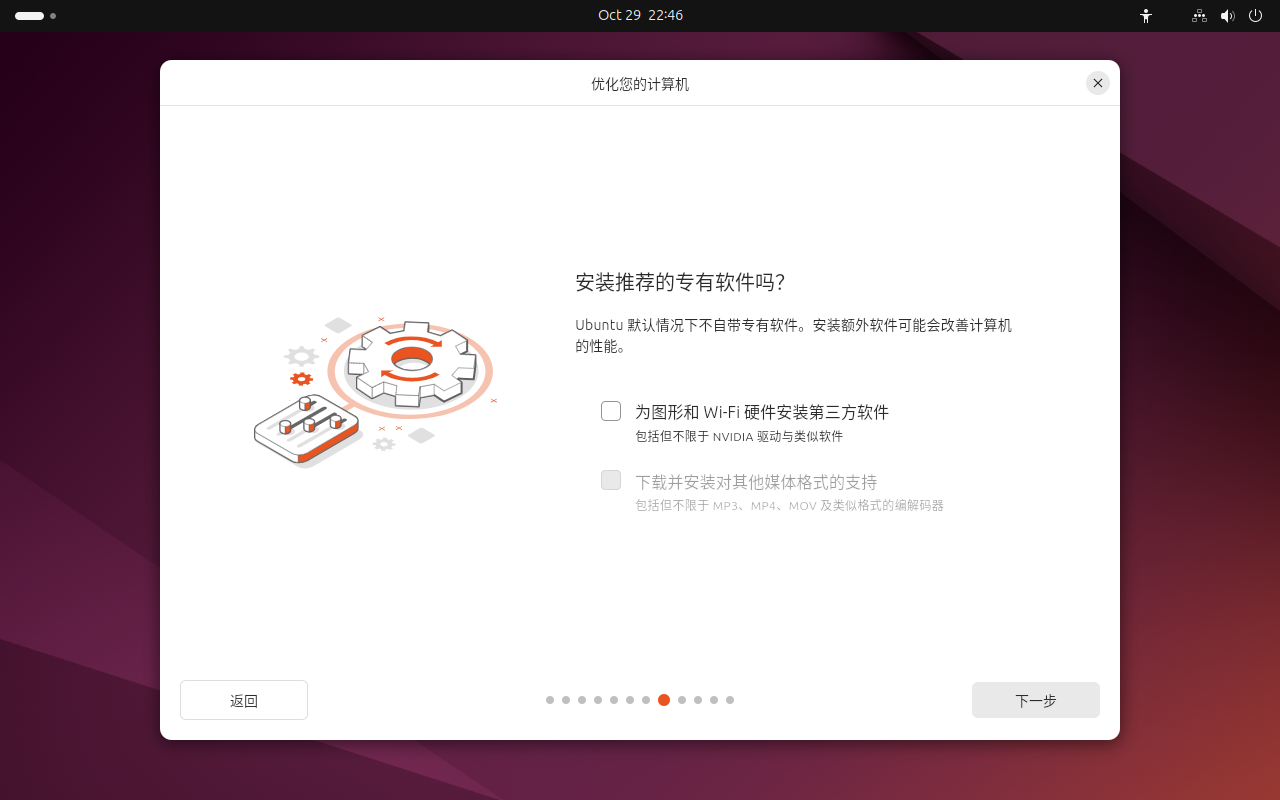 Oct 29 22:46
优化您的计算机
安装推荐的专有软件吗?
Ubuntu 默认情况下不自带专有软件。安装额外软件可能会改善计算机
的性能。
为图形和 Wi-Fi 硬件安装第三方软件
包括但不限于 NVIDIA 驱动与类似软件
下载并安装对其他媒体格式的支持
包括但不限于 MP3、MP4、MOV 及类似格式的编解码器
返回
下一步